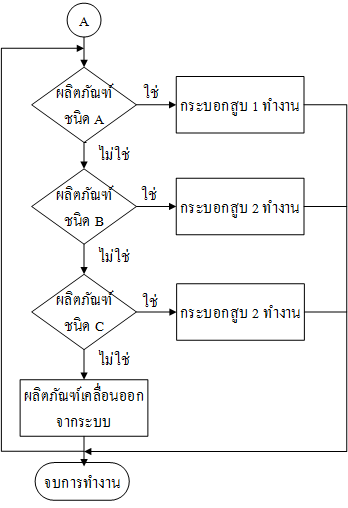 A
ผลิตภัณฑ์
ชนิด A
ใช่
กระบอกสูบ 1 ทำงาน
ไม่ใช่
ผลิตภัณฑ์
ชนิด B
ใช่
กระบอกสูบ 2 ทำงาน
ไม่ใช่
ผลิตภัณฑ์
ชนิด C
ใช่
กระบอกสูบ 2 ทำงาน
ไม่ใช่
ผลิตภัณฑ์เคลื่อนออก
จากระบบ
จบการทำงาน